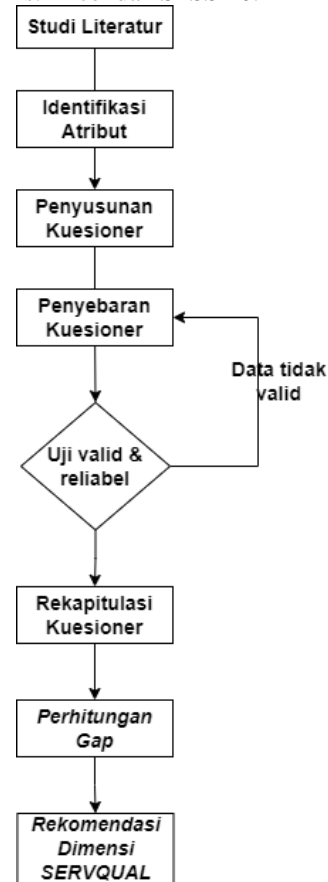 Studi Literatur
Identifikasi
Atribut
Penyusunan
Kuesioner
Penyebaran
Kuesioner
Data tidak
valid
Uji valid &
reliabel
Rekapitulasi
Kuesioner
Perhitungan
Gap
Rekomendasi
Dimensi
SERVQUAL